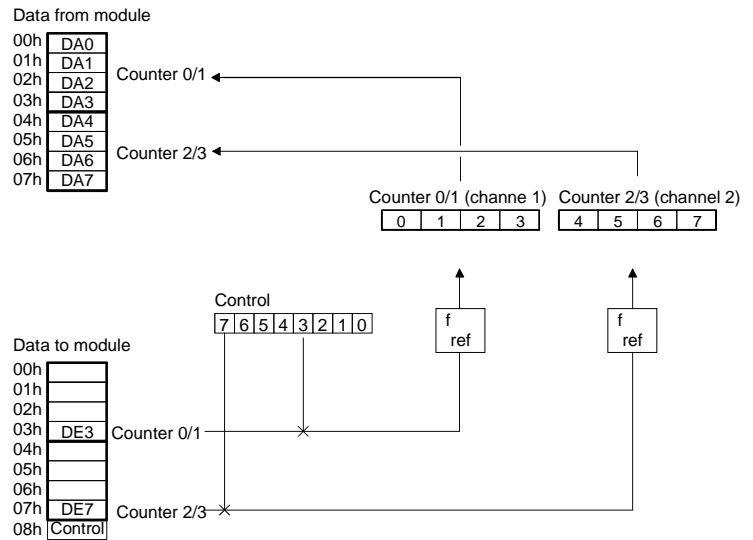 Data from module
00h DA0
01h DA1
02h DA2
03h DA3
04h DA4
05h DA5
06h DA6
07h DA7
Counter 0/1
Counter 2/3
Counter 0/1 (channe 1)
0 1 2 3
Counter 2/3 (channel 2)
4 5 6 7
Control
7 6 5 4 3 2 1 0
f
ref
f
ref
Data to module
00h
01h
02h
03h DE3 Counter 0/1
04h
05h
06h
07h DE7 Counter 2/3
08h Control